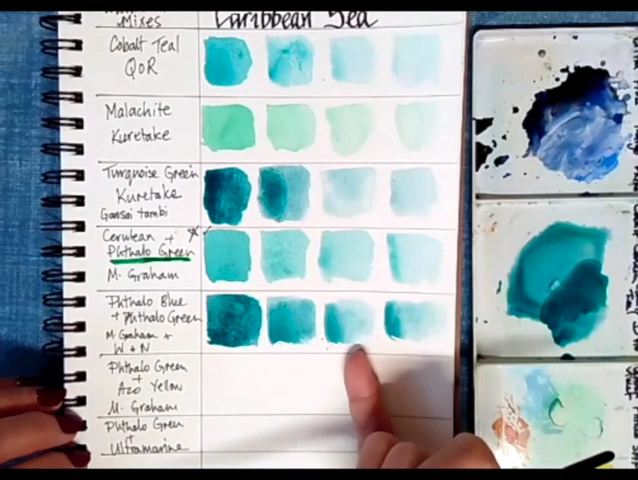 Mixes
Caribbean Sea
Cobalt Teal
QoR
Malachite
Kuretake
Turquoise Green
Kuretake
Gansai tambi
Cerulean +
Phthalo Green
M. Graham
Phthalo Blue
+ Phthalo Green
M Graham +
W + N
Phthalo Green
+
Azo Yellow
M. Graham
Phthalo Green
+
Ultramarine